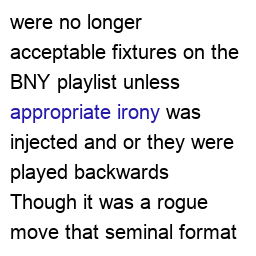 were no longer
acceptable fixtures on the
BNY playlist unless
appropriate irony was
injected and or they were
played backwards
Though it was a rogue
move that seminal format